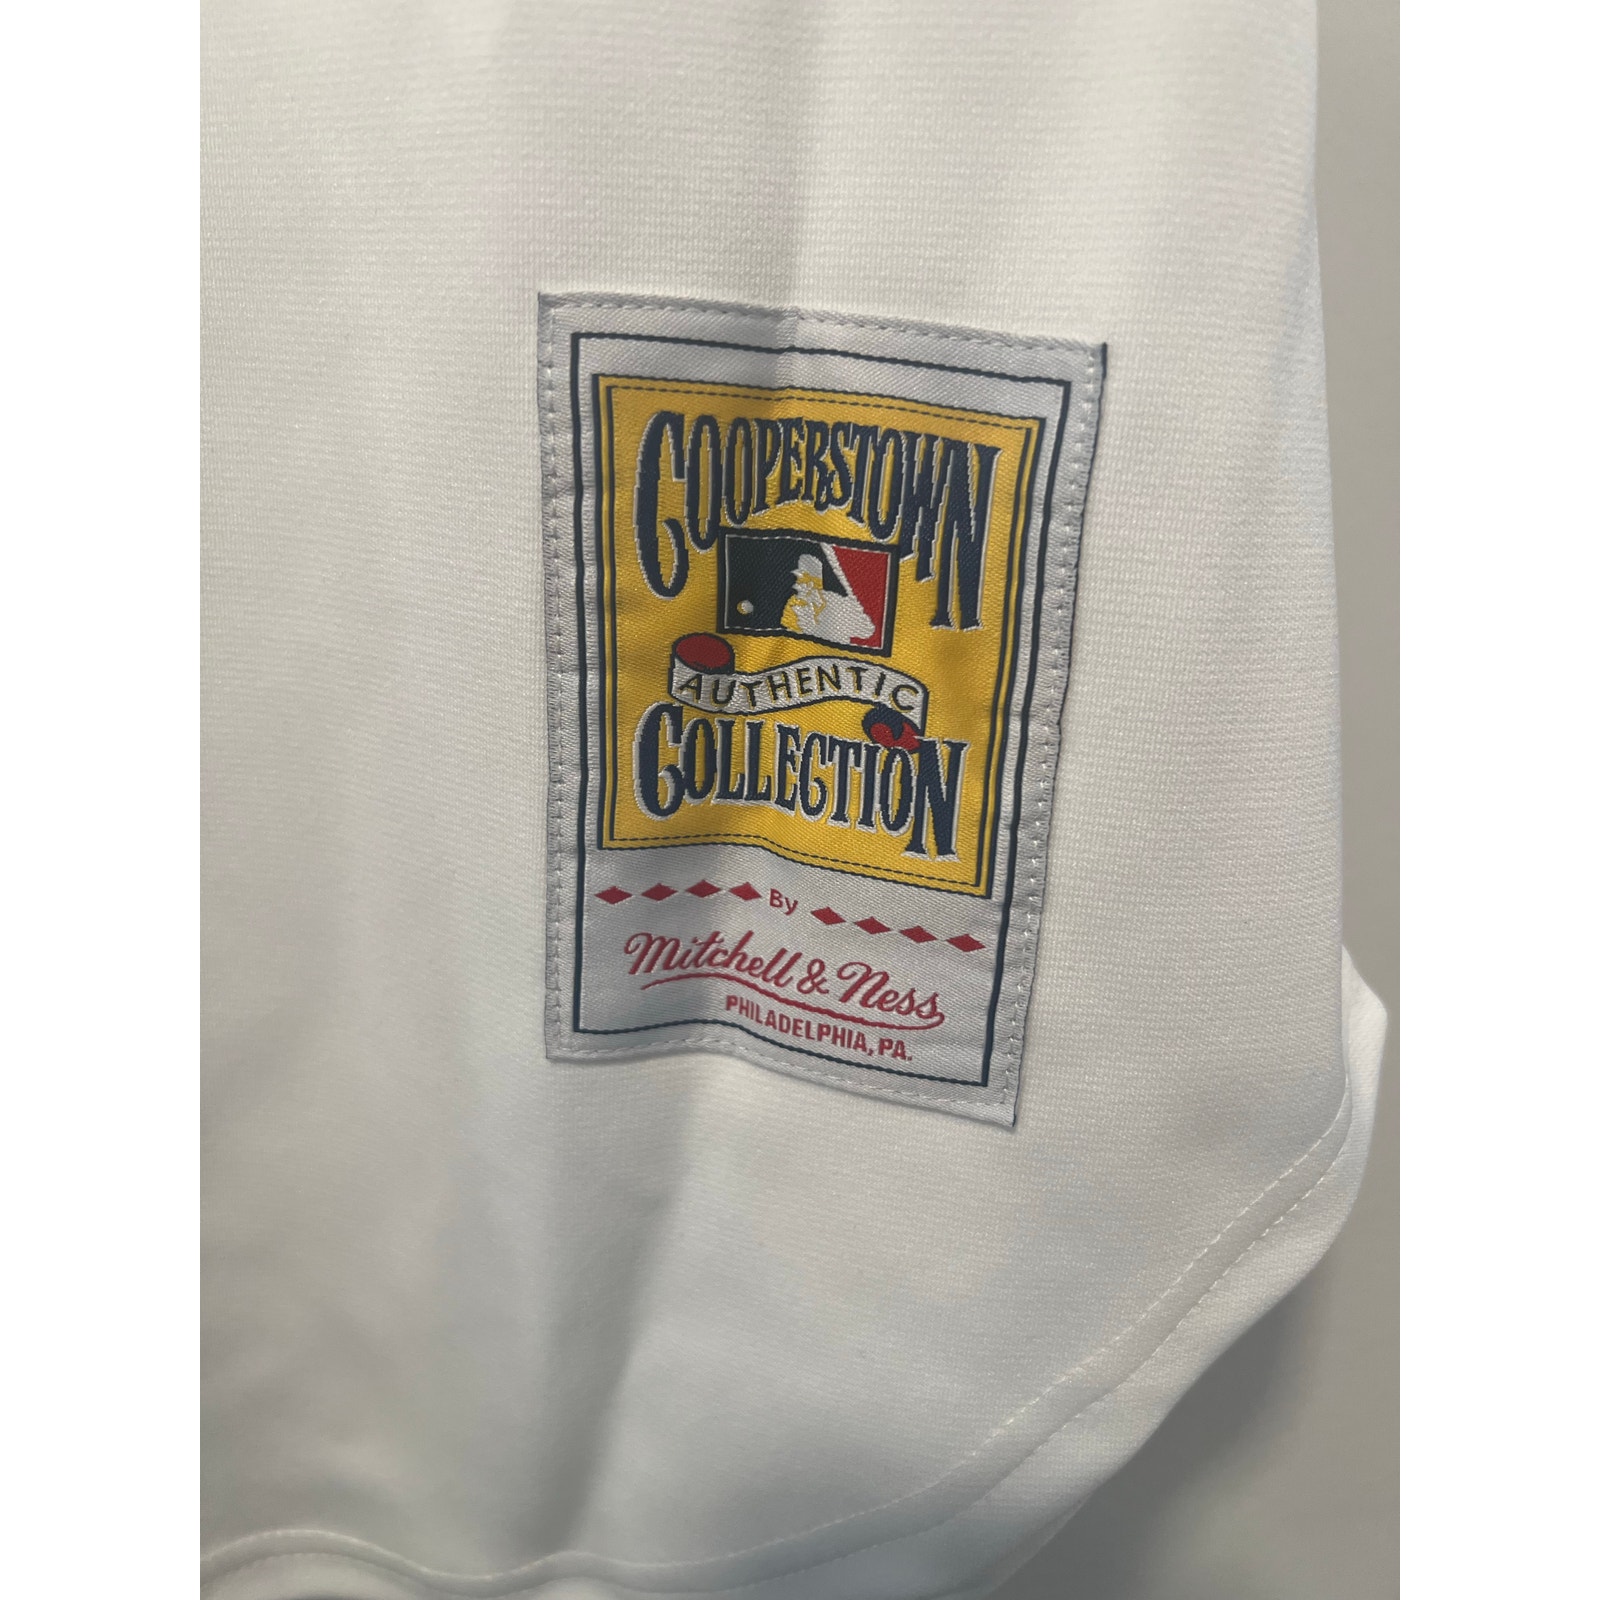 COOPERSTOWN
AUTHENTIC
COLLECTION
By
Mitchell & Ness
PHILADELPHIA, PA.